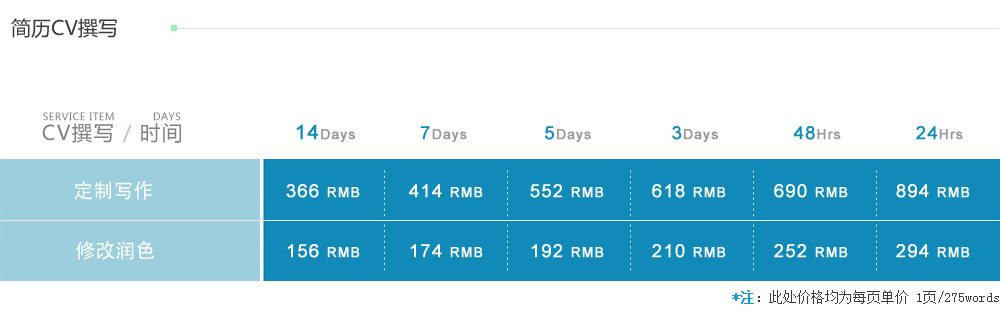 简历CV撰写
SERVICE ITEM DAYS
CV撰写 / 时间 14Days 7Days 5Days 3Days 48Hrs 24Hrs
定制写作 366 RMB 414 RMB 552 RMB 618 RMB 690 RMB 894 RMB
修改润色 156 RMB 174 RMB 192 RMB 210 RMB 252 RMB 294 RMB
*注：此处价格均为每页单价 1页/275words